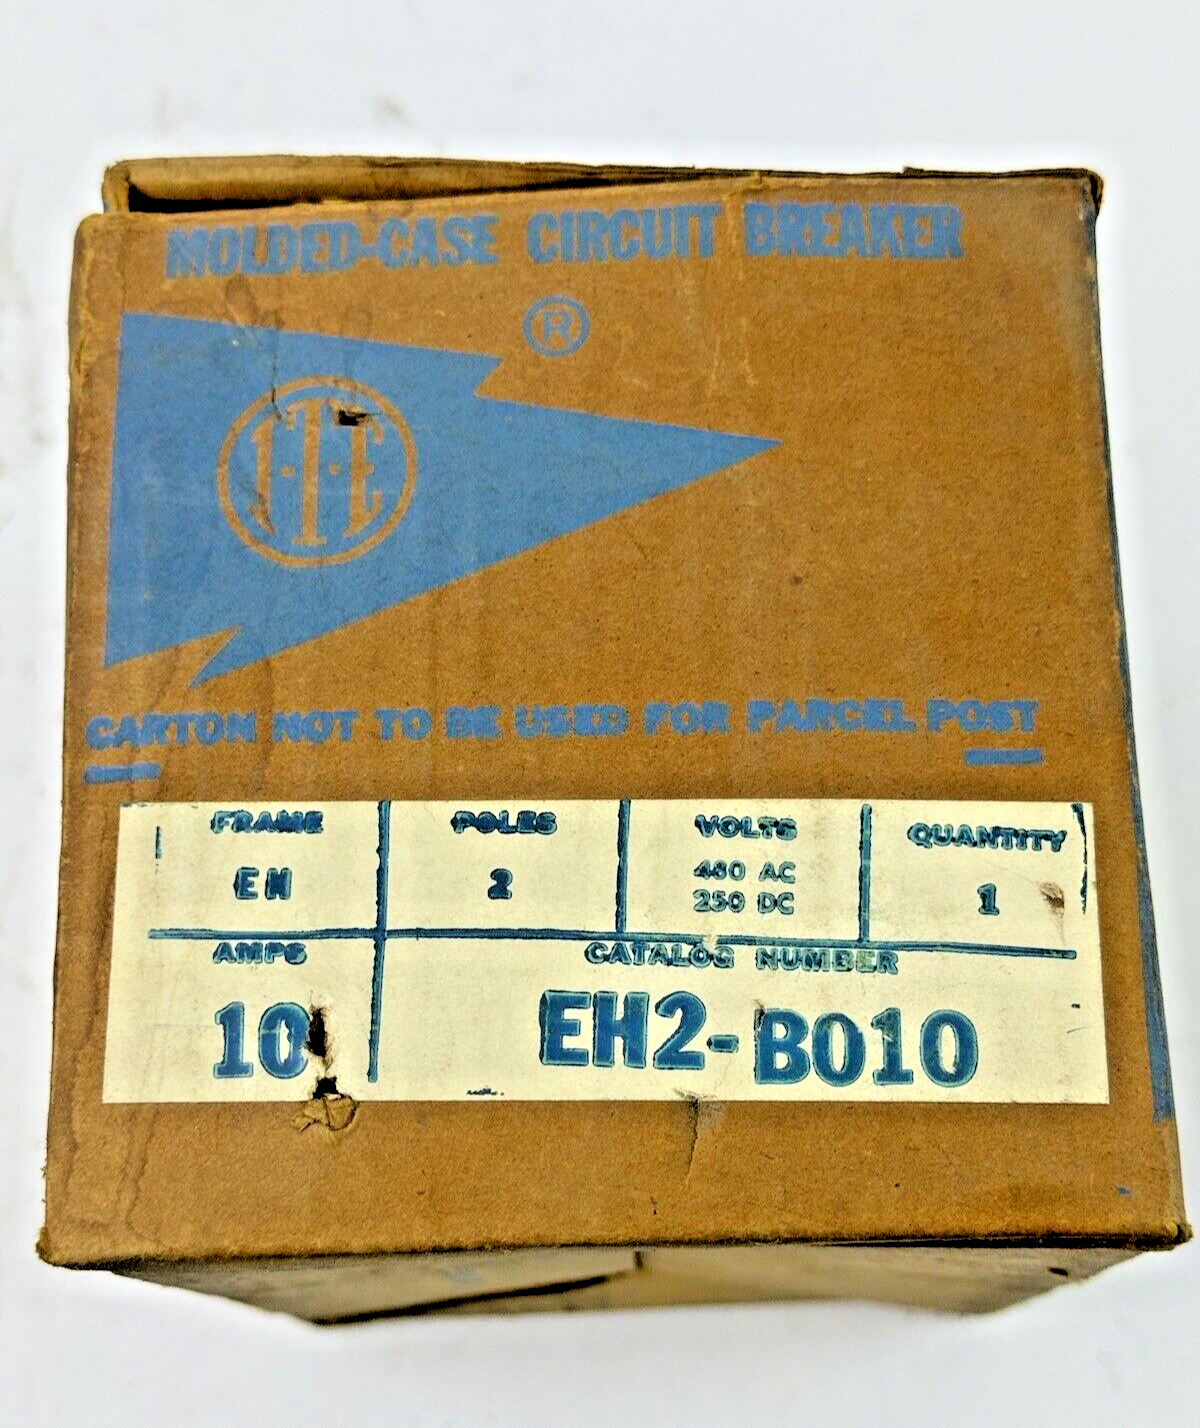 MOLDED-CASE CIRCUIT BREAKER
®
I-T-E
CARTON NOT TO BE USED FOR PARCEL POST
FRAME POLES VOLTS QUANTITY
EH 2 480 AC 1
250 DC
AMPS CATALOG NUMBER
10 EH2-B010